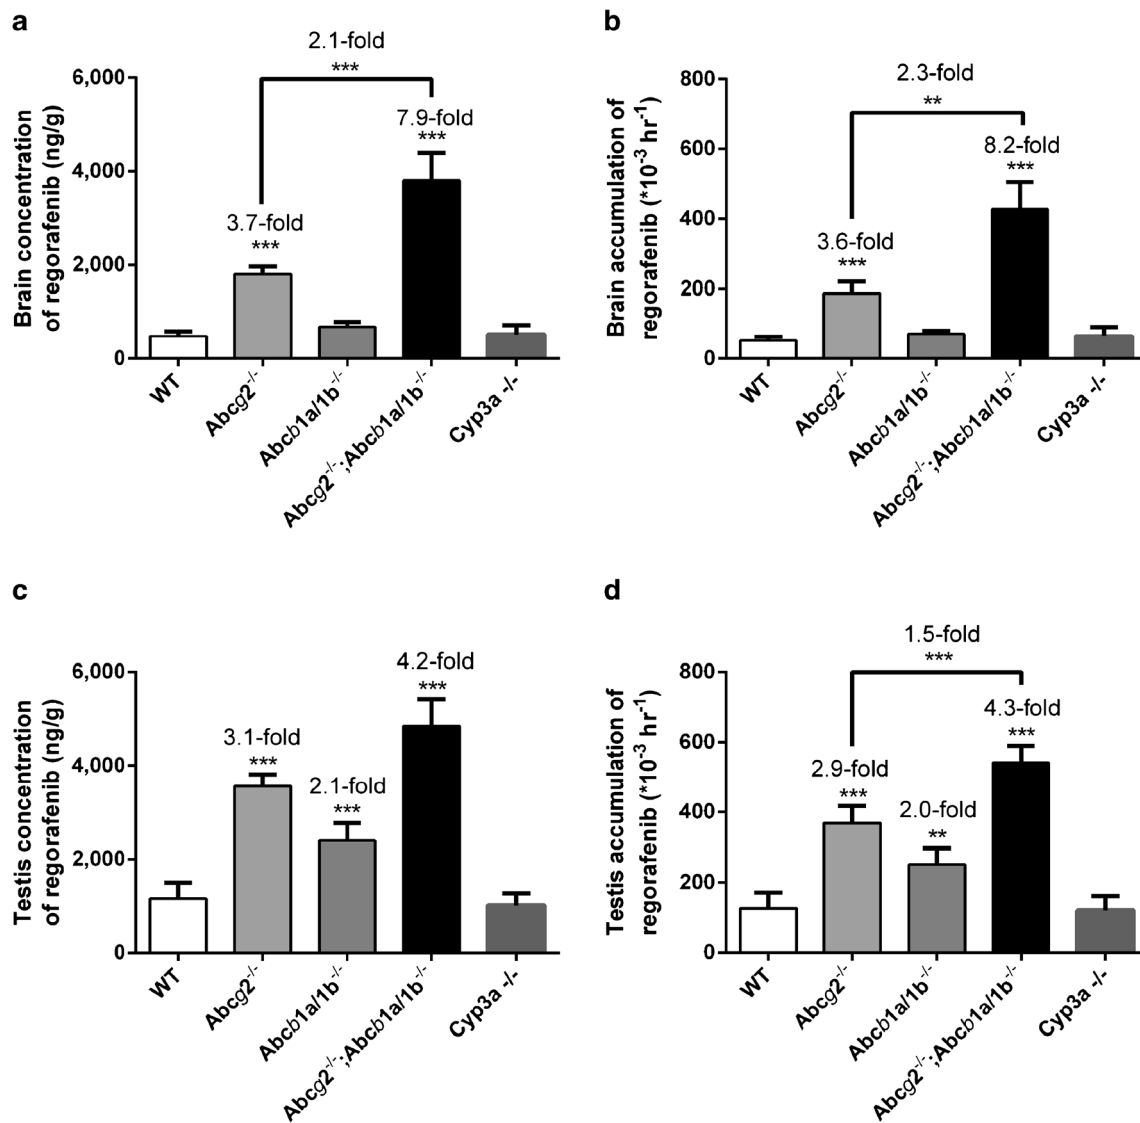 a
2.1-fold
***
6,000
7.9-fold
***
4,000
3.7-fold
***
2,000
0
Brain concentration
of regorafenib (ng/g)
WT
Abcg2-/-
Abcb1a/1b-/-
Abcg2-/-;Abcb1a/1b-/-
Cyp3a -/-
b
2.3-fold
**
800
8.2-fold
***
600
400
3.6-fold
***
200
0
Brain accumulation of
regorafenib (*10-3 hr-1)
WT
Abcg2-/-
Abcb1a/1b-/-
Abcg2-/-;Abcb1a/1b-/-
Cyp3a -/-
c
4.2-fold
***
6,000
3.1-fold
***
4,000
2.1-fold
***
2,000
0
Testis concentration
of regorafenib (ng/g)
WT
Abcg2-/-
Abcb1a/1b-/-
Abcg2-/-;Abcb1a/1b-/-
Cyp3a -/-
d
1.5-fold
***
800
4.3-fold
***
600
2.9-fold
***
400
2.0-fold
**
200
0
Testis accumulation of
regorafenib (*10-3 hr-1)
WT
Abcg2-/-
Abcb1a/1b-/-
Abcg2-/-;Abcb1a/1b-/-
Cyp3a -/-